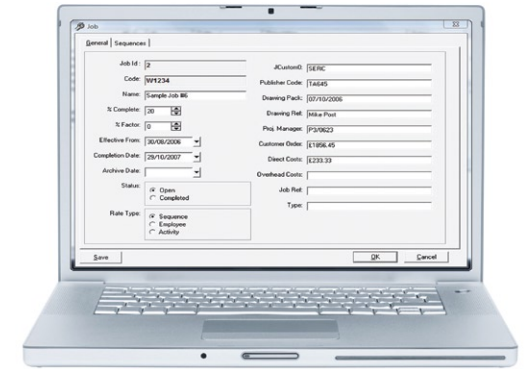 Job
General Sequences
Job Id : 2
Code: W1234
Name: Sample Job #6
% Complete: 20
% Factor: 0
Effective From: 30/08/2006
Completion Date: 29/10/2007
Archive Date:
Status:
Open
Completed
Rate Type:
Sequence
Employee
Activity
JCustom0: SERC
Publisher Code: TA645
Drawing Pack: 07/10/2006
Drawing Ref: Mike Post
Proj. Manager: P3/0623
Customer Order: £1856.45
Direct Costs: £233.33
Overhead Costs:
Job Ref:
Type:
Save OK Cancel